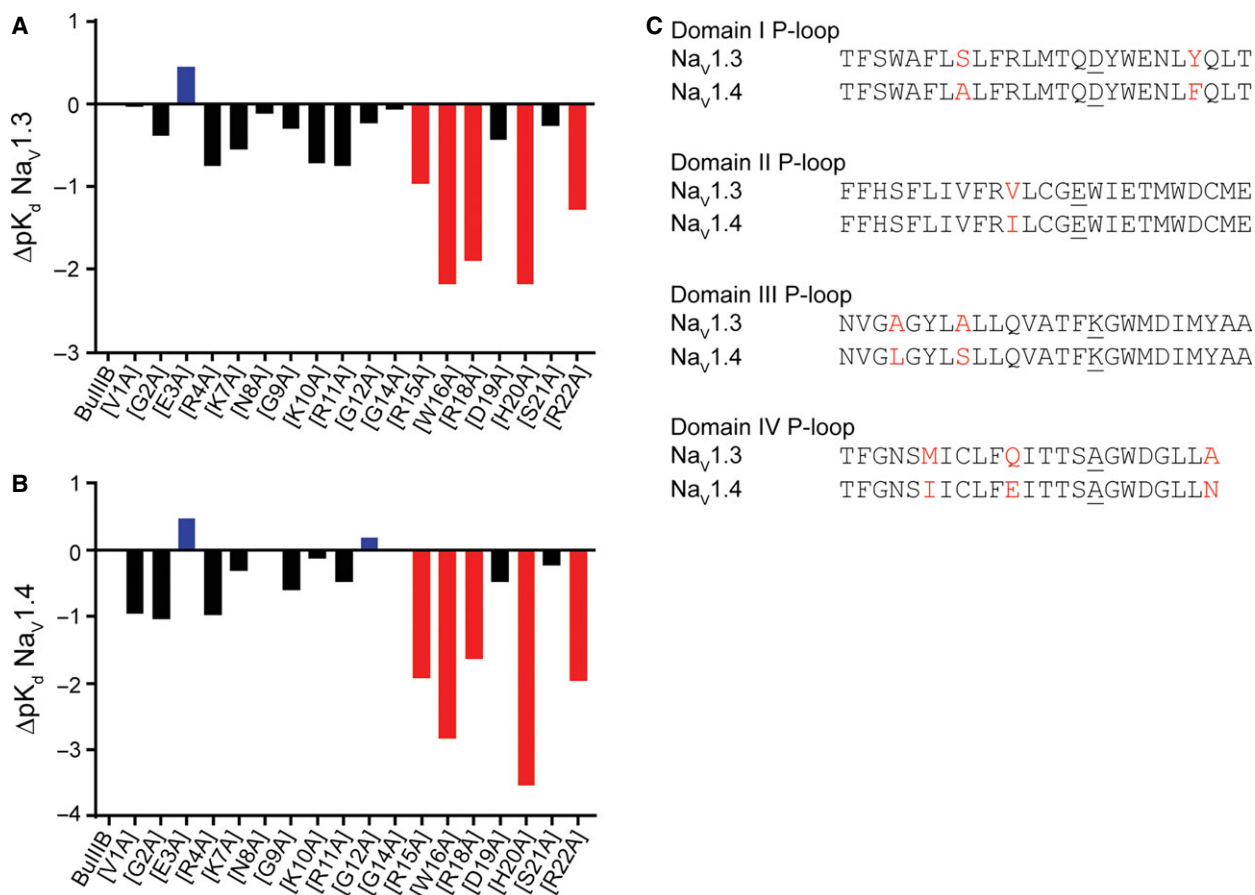 A
1
0
−1
−2
−3
ΔpKd NaV1.3
BuIIIB
[V1A]
[G2A]
[E3A]
[R4A]
[K7A]
[N8A]
[G9A]
[K10A]
[R11A]
[G12A]
[G14A]
[R15A]
[W16A]
[R18A]
[D19A]
[H20A]
[S21A]
[R22A]
B
1
0
−1
−2
−3
−4
ΔpKd NaV1.4
BuIIIB
[V1A]
[G2A]
[E3A]
[R4A]
[K7A]
[N8A]
[G9A]
[K10A]
[R11A]
[G12A]
[G14A]
[R15A]
[W16A]
[R18A]
[D19A]
[H20A]
[S21A]
[R22A]
C
Domain I P-loop
NaV1.3 TFSWAFLSLFRLMTQDYWENLYQLT
NaV1.4 TFSWAFLALFRLMTQDYWENLFQLT
Domain II P-loop
NaV1.3 FFHSFLIVFRVLCGEWIETMWDCME
NaV1.4 FFHSFLIVFRILCGEWIETMWDCME
Domain III P-loop
NaV1.3 NVGAGYLALLQVATFKGWMDIMYAA
NaV1.4 NVGLGYLSLLQVATFKGWMDIMYAA
Domain IV P-loop
NaV1.3 TFGNSMICLFQITTSAGWDGLLA
NaV1.4 TFGNSIICLFEITTSAGWDGLLN